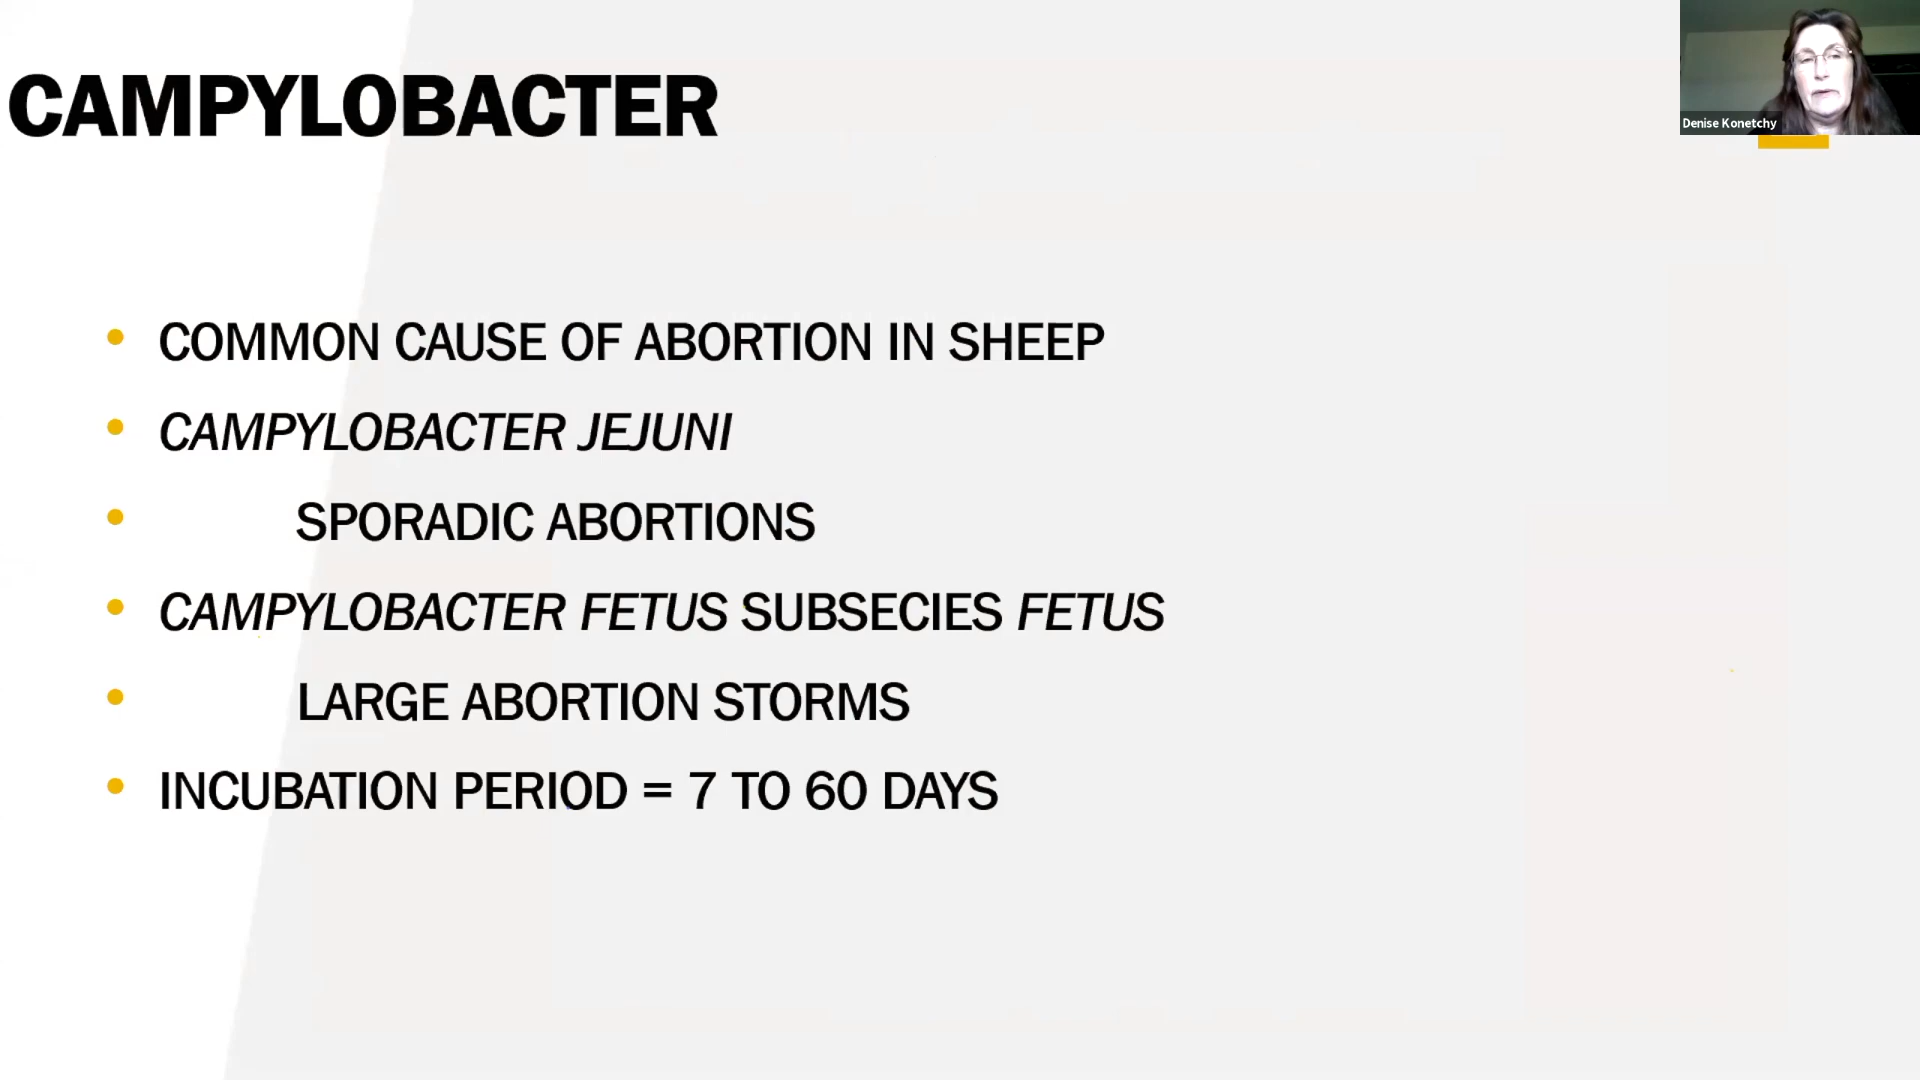 CAMPYLOBACTER
Denise Konetchy
• COMMON CAUSE OF ABORTION IN SHEEP
• CAMPYLOBACTER JEJUNI
• SPORADIC ABORTIONS
• CAMPYLOBACTER FETUS SUBSECIES FETUS
• LARGE ABORTION STORMS
• INCUBATION PERIOD = 7 TO 60 DAYS